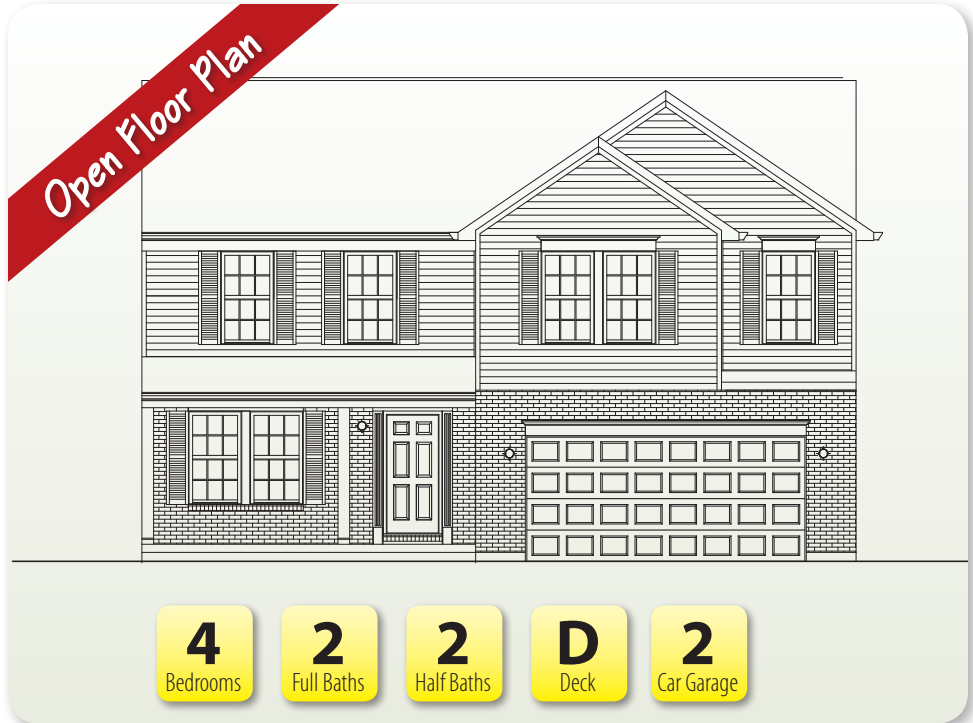 Open Floor Plan
4
Bedrooms
2
Full Baths
2
Half Baths
D
Deck
2
Car Garage